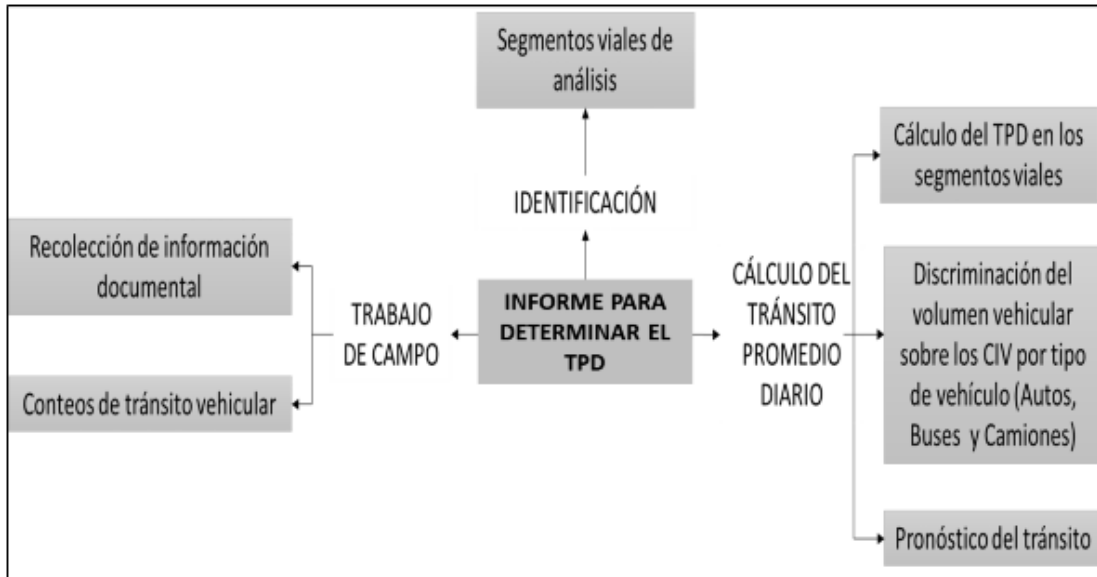 Segmentos viales de
análisis
IDENTIFICACIÓN
Recolección de información
documental
Conteos de tránsito vehicular
TRABAJO
DE CAMPO
INFORME PARA
DETERMINAR EL
TPD
CÁLCULO DEL
TRÁNSITO
PROMEDIO
DIARIO
Cálculo del TPD en los
segmentos viales
Discriminación del
volumen vehicular
sobre los CIV por tipo
de vehículo (Autos,
Buses y Camiones)
Pronóstico del tránsito